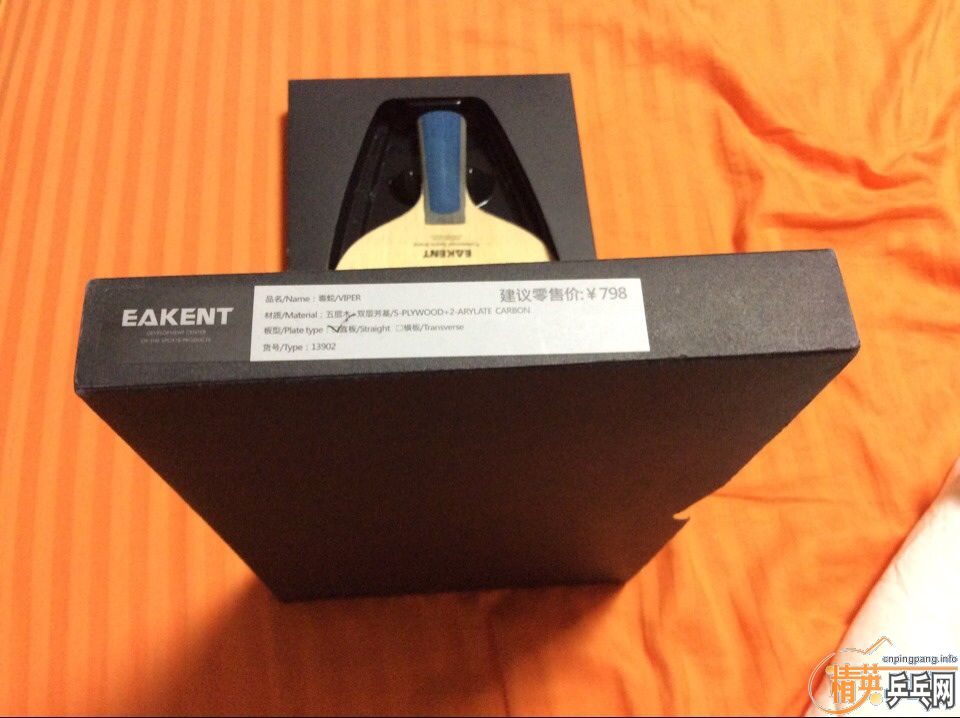 EAKENT
EAKENT
DEVELOPMENT CENTER
OF THE SPORTS PRODUCTS
品名/Name：毒蛇/VIPER
建议零售价:￥798
材质/Material：五层木+双层芳基/5-PLYWOOD+2-ARYLATE CARBON
板型/Plate type ☑直板/Straight □横板/Transverse
货号/Type：13902
cnpingpang.info
精英乒乓网